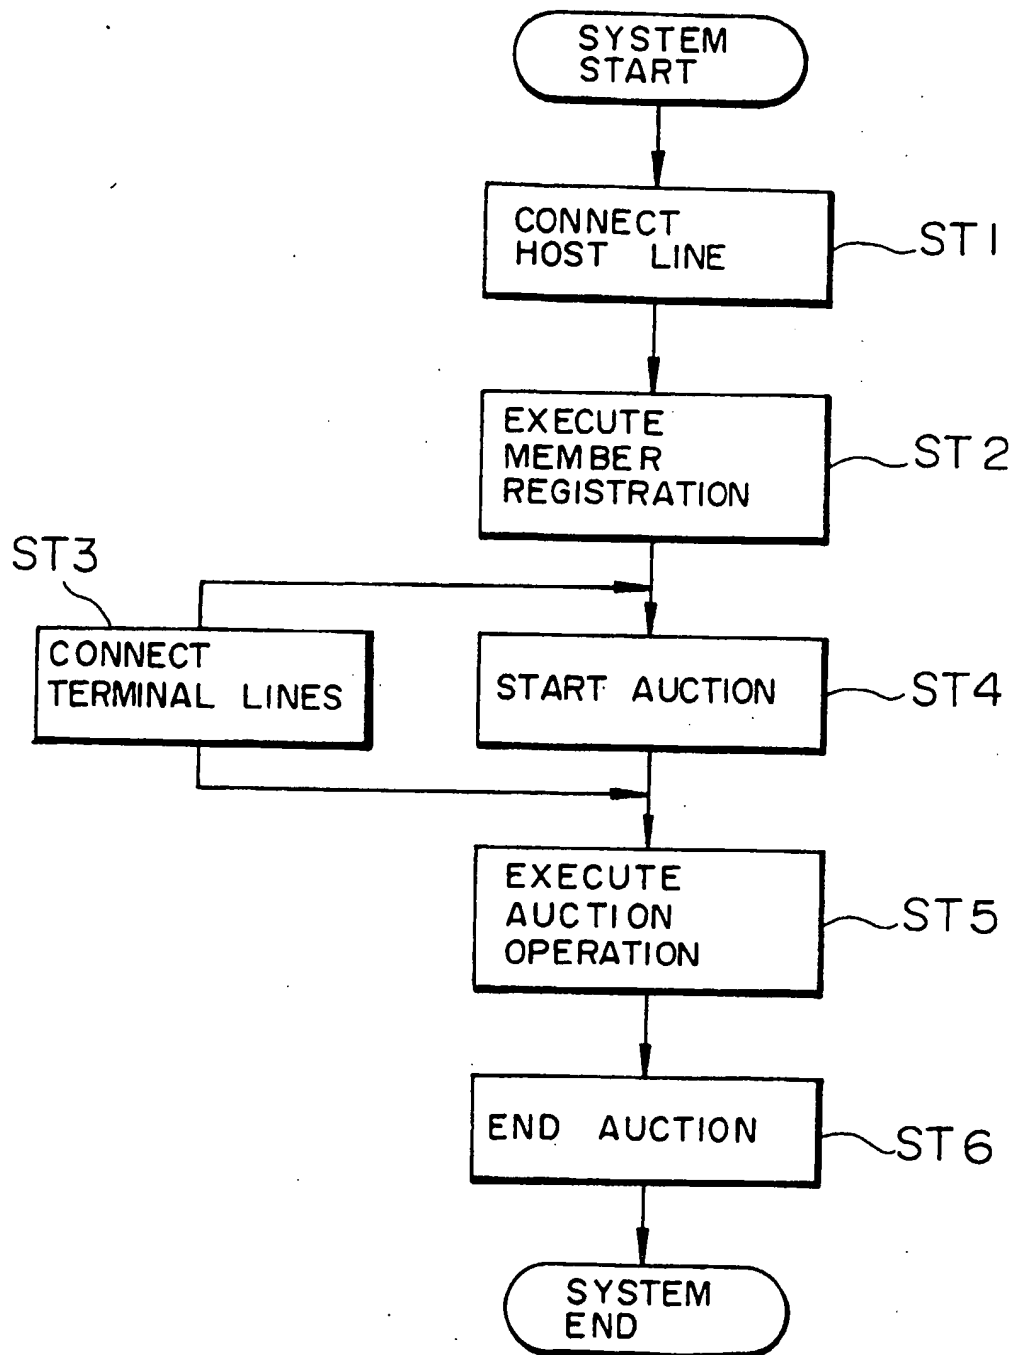 SYSTEM
START
CONNECT
HOST LINE
ST1
EXECUTE
MEMBER
REGISTRATION
ST2
ST3
CONNECT
TERMINAL LINES
START AUCTION
ST4
EXECUTE
AUCTION
OPERATION
ST5
END AUCTION
ST6
SYSTEM
END